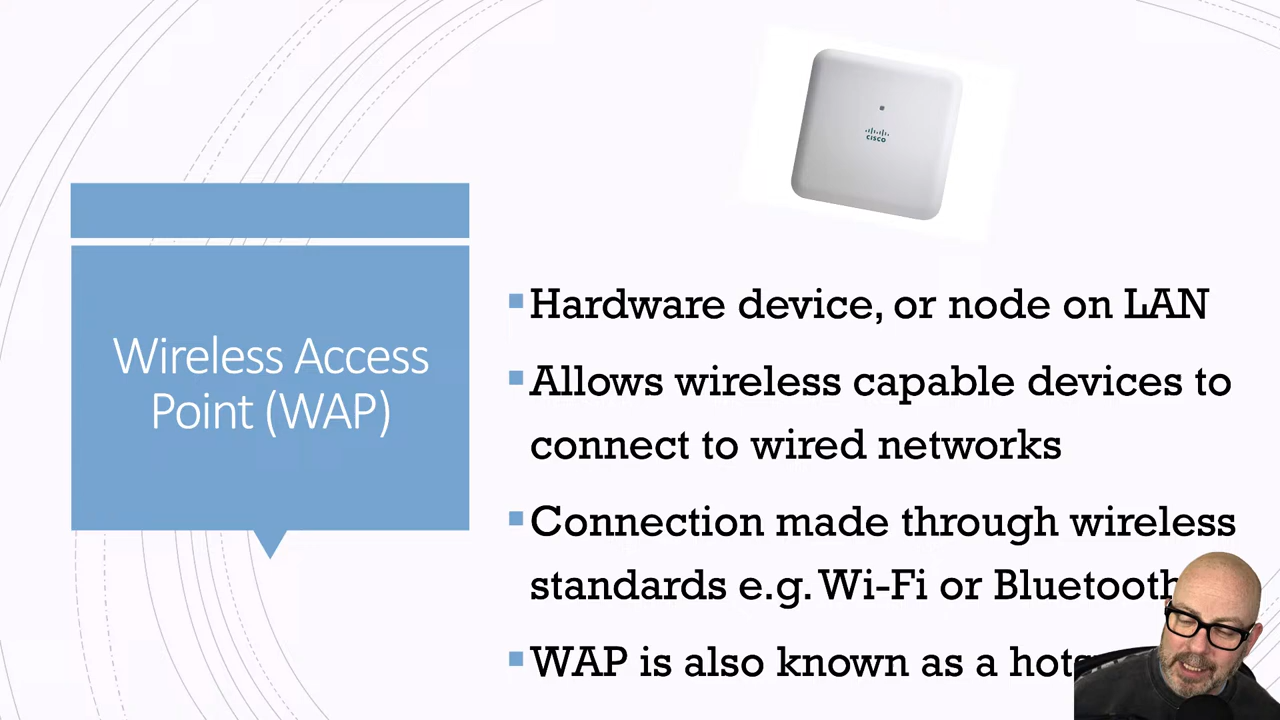 CISCO
Wireless Access
Point (WAP)
Hardware device, or node on LAN
Allows wireless capable devices to
connect to wired networks
Connection made through wireless
standards e.g. Wi-Fi or Bluetooth
WAP is also known as a